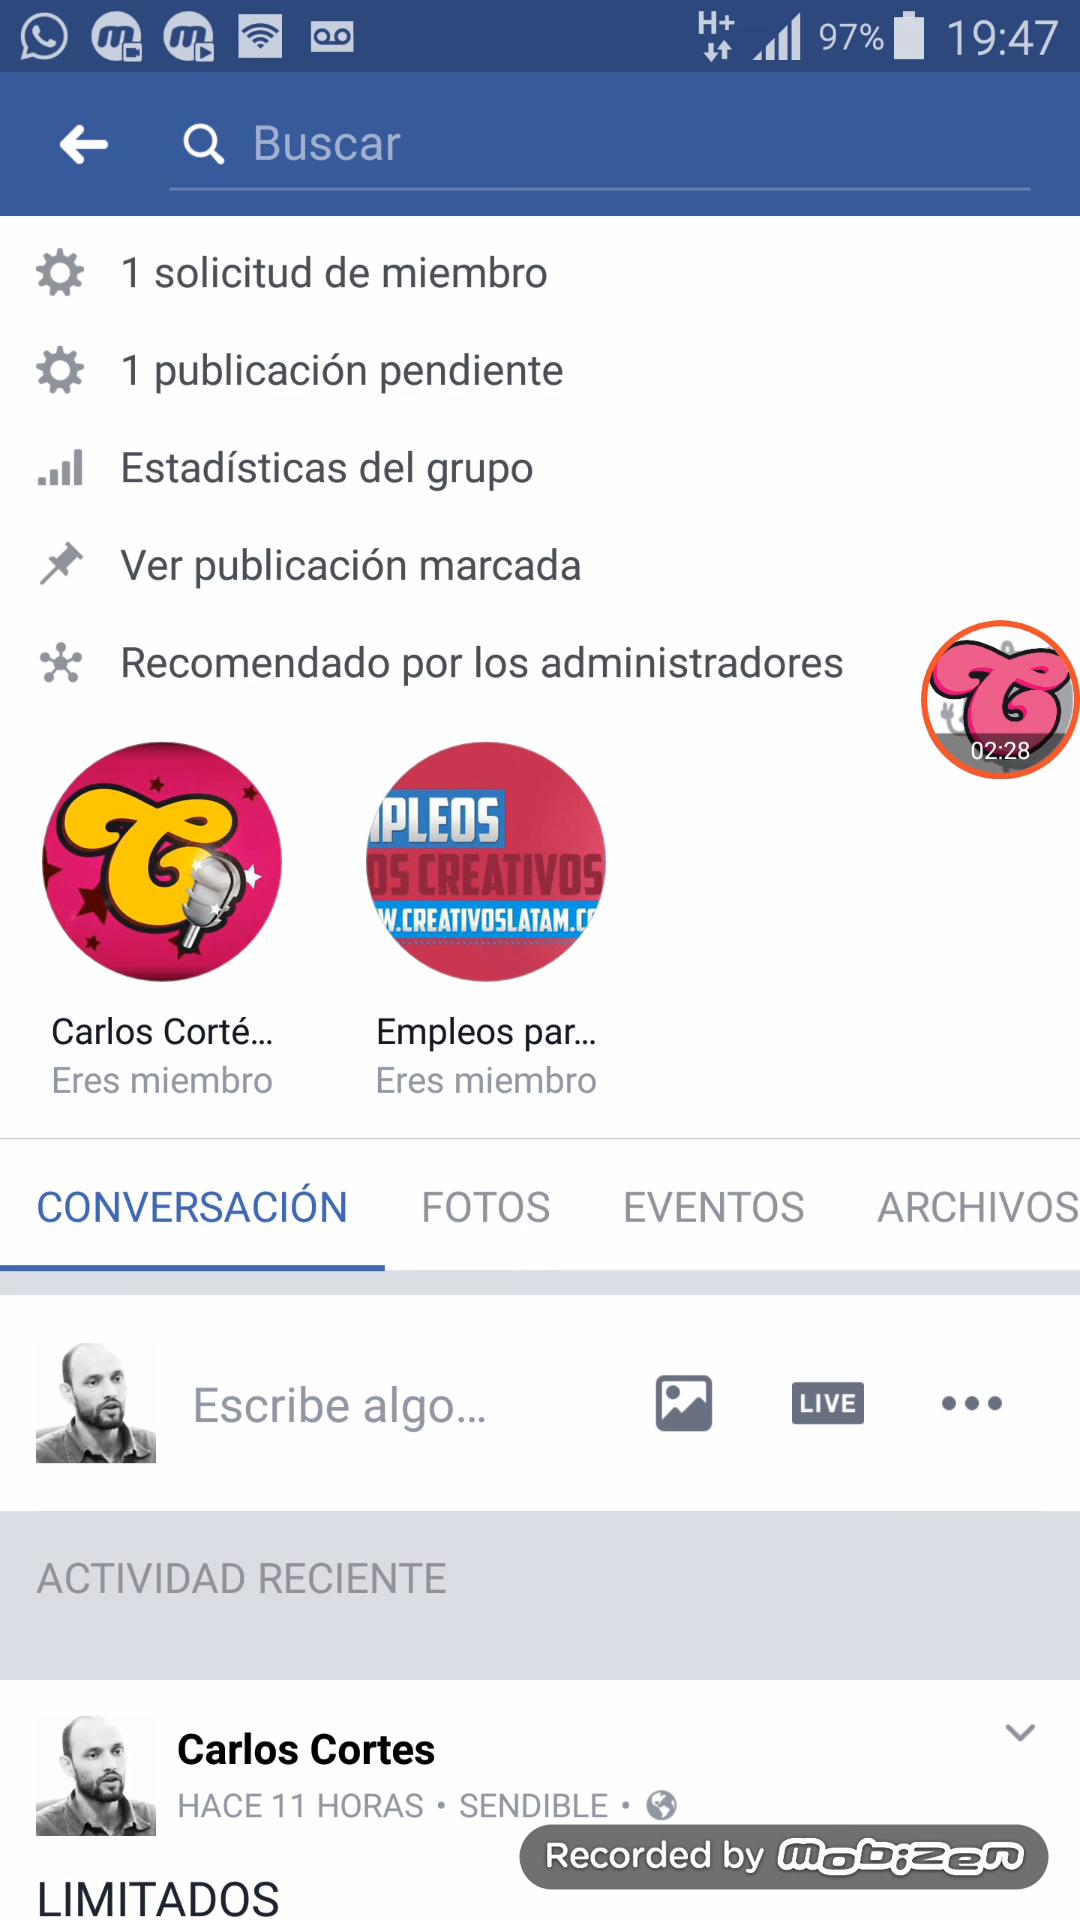 H+
97%
19:47
Buscar
1 solicitud de miembro
1 publicación pendiente
Estadísticas del grupo
Ver publicación marcada
Recomendado por los administradores
02:28
IPLEOS
OS CREATIVOS
W.CREATIVOSLATAM.CO
Carlos Corté...
Empleos par...
Eres miembro
Eres miembro
CONVERSACIÓN
FOTOS
EVENTOS
ARCHIVOS
Escribe algo...
LIVE
ACTIVIDAD RECIENTE
Carlos Cortes
HACE 11 HORAS • SENDIBLE •
Recorded by mobizen
LIMITADOS